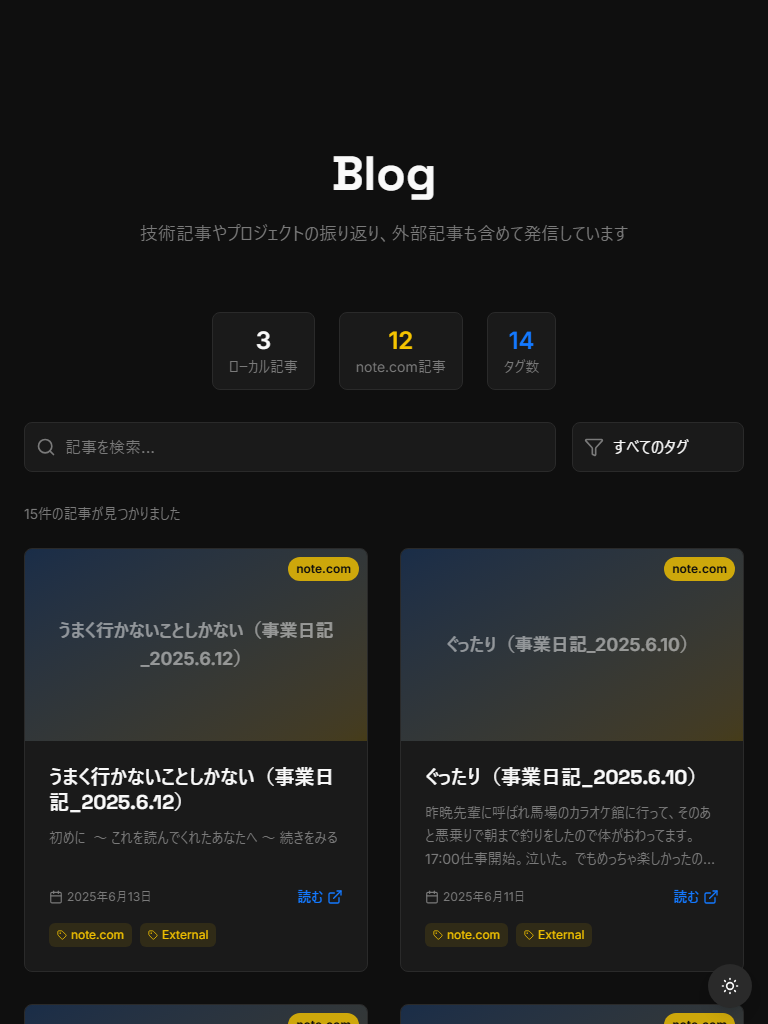 Blog
技術記事やプロジェクトの振り返り、外部記事も含めて発信しています
3
ローカル記事
12
note.com記事
14
タグ数
記事を検索...
すべてのタグ
15件の記事が見つかりました
note.com
うまく行かないことしかない（事業日記
_2025.6.12）
うまく行かないことしかない（事業日
記_2025.6.12）
初めに ～ これを読んでくれたあなたへ ～ 続きをみる
2025年6月13日
読む
note.com
External
note.com
ぐったり（事業日記_2025.6.10）
ぐったり（事業日記_2025.6.10）
昨晩先輩に呼ばれ馬場のカラオケ館に行って、そのあ
と悪乗りで朝まで釣りをしたので体がおわってます。
17:00仕事開始。泣いた。でもめっちゃ楽しかったの...
2025年6月11日
読む
note.com
External
note.com
note.com